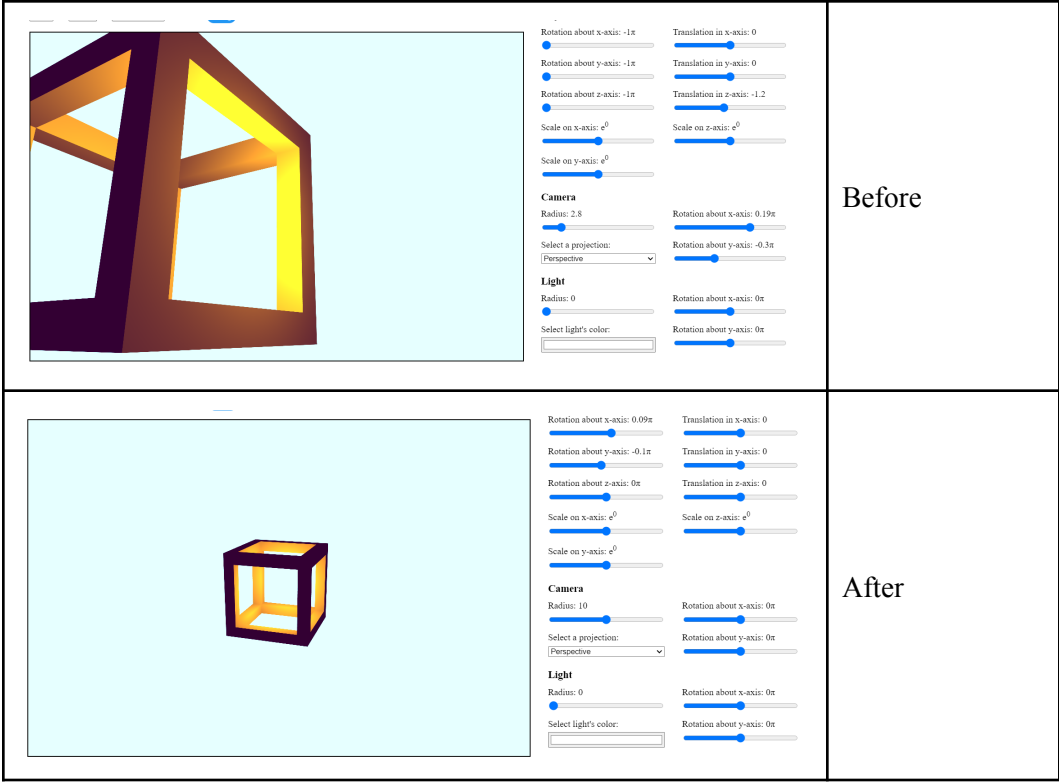 Rotation about x-axis: -1π Translation in x-axis: 0
Rotation about y-axis: -1π Translation in y-axis: 0
Rotation about z-axis: -1π Translation in z-axis: -1.2
Scale on x-axis: e⁰ Scale on z-axis: e⁰
Scale on y-axis: e⁰
Camera
Radius: 2.8 Rotation about x-axis: 0.19π
Select a projection: Rotation about y-axis: -0.3π
Perspective
Light
Radius: 0 Rotation about x-axis: 0π
Select light's color: Rotation about y-axis: 0π
Before
Rotation about x-axis: 0.09π Translation in x-axis: 0
Rotation about y-axis: -0.1π Translation in y-axis: 0
Rotation about z-axis: 0π Translation in z-axis: 0
Scale on x-axis: e⁰ Scale on z-axis: e⁰
Scale on y-axis: e⁰
Camera
Radius: 10 Rotation about x-axis: 0π
Select a projection: Rotation about y-axis: 0π
Perspective
Light
Radius: 0 Rotation about x-axis: 0π
Select light's color: Rotation about y-axis: 0π
After